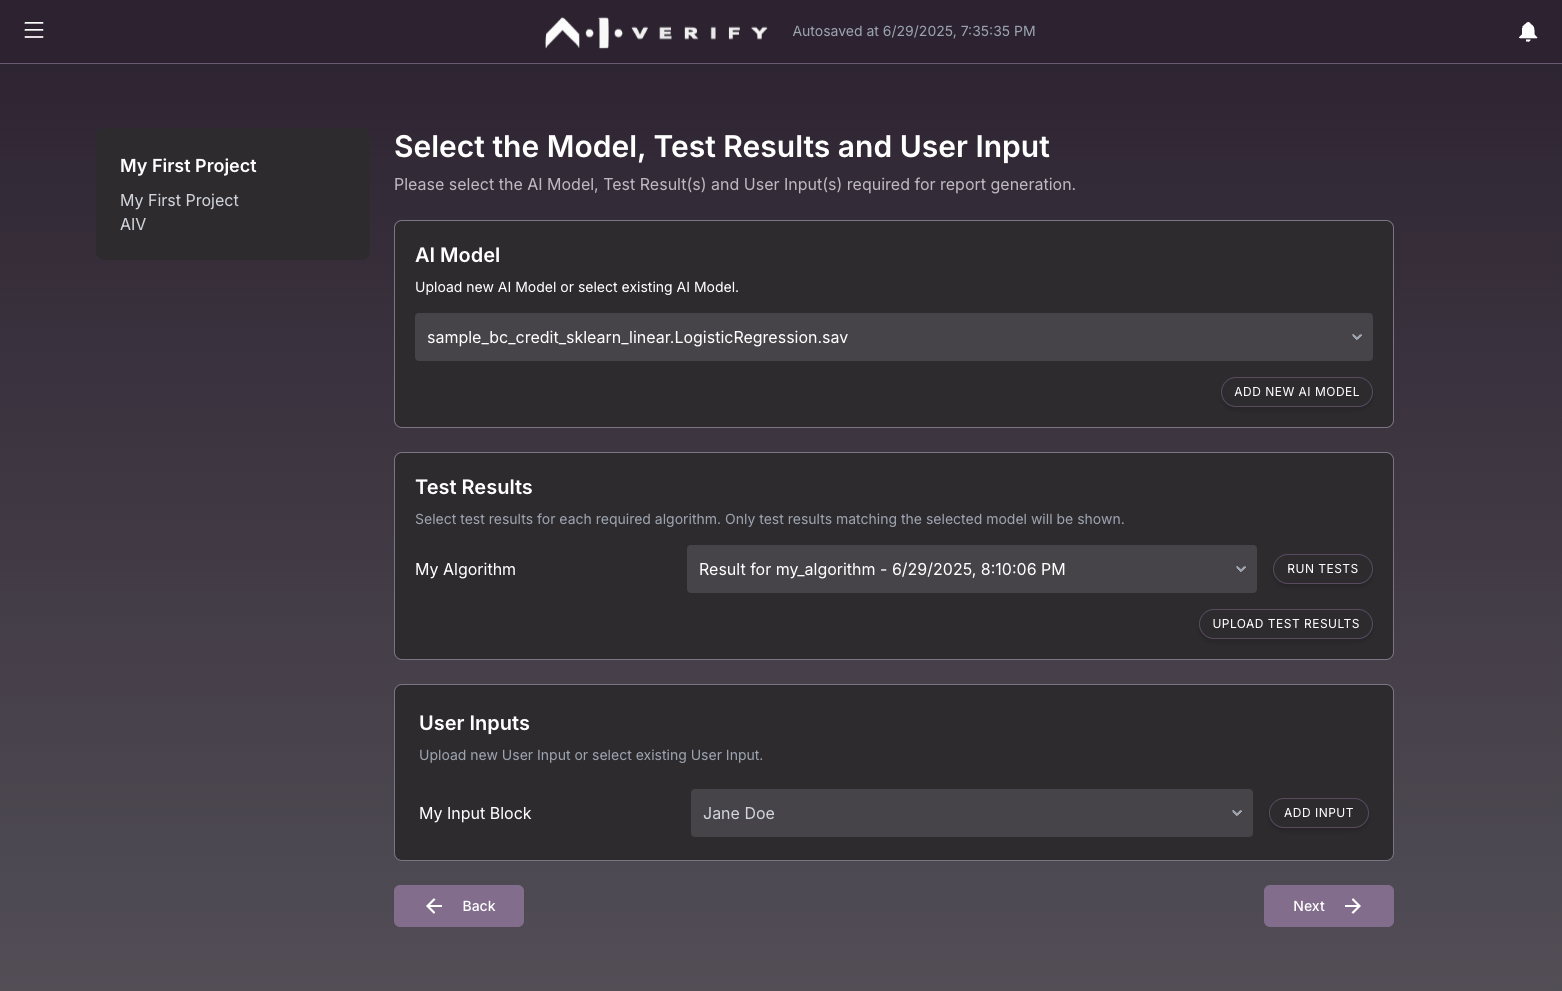 A.I.VERIFY
Autosaved at 6/29/2025, 7:35:35 PM
My First Project
My First Project
AIV
Select the Model, Test Results and User Input
Please select the AI Model, Test Result(s) and User Input(s) required for report generation.
AI Model
Upload new AI Model or select existing AI Model.
sample_bc_credit_sklearn_linear.LogisticRegression.sav
ADD NEW AI MODEL
Test Results
Select test results for each required algorithm. Only test results matching the selected model will be shown.
My Algorithm
Result for my_algorithm - 6/29/2025, 8:10:06 PM
RUN TESTS
UPLOAD TEST RESULTS
User Inputs
Upload new User Input or select existing User Input.
My Input Block
Jane Doe
ADD INPUT
Back
Next